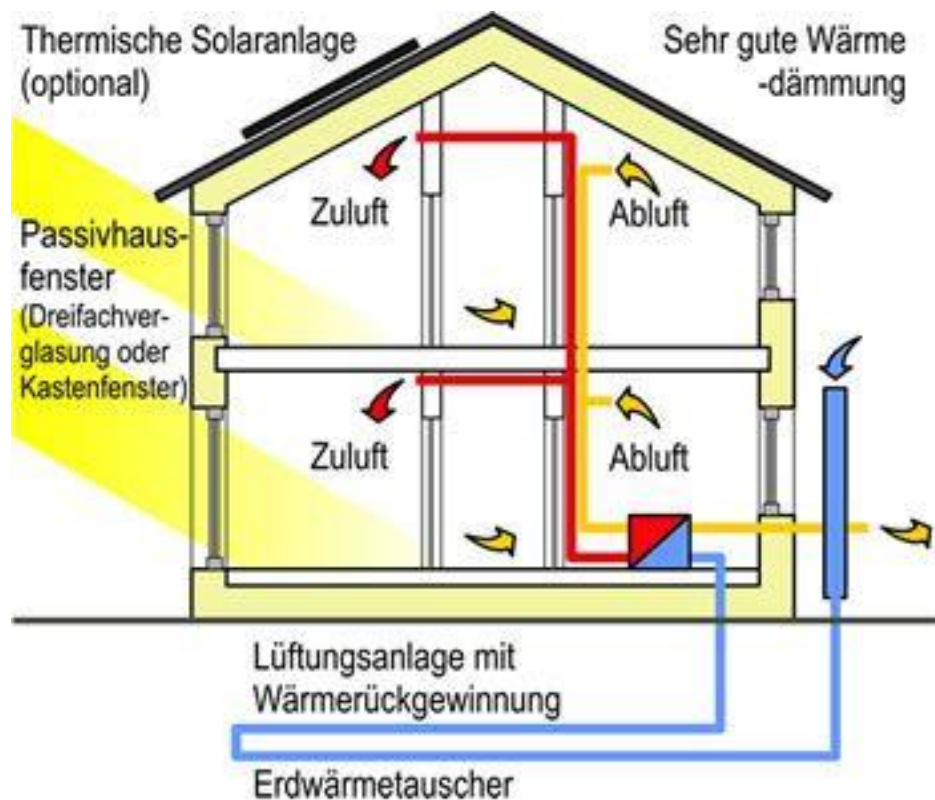 Thermische Solaranlage
(optional)
Sehr gute Wärme
-dämmung
Zuluft
Abluft
Passivhaus-
fenster
(Dreifachver-
glasung oder
Kastenfenster)
Zuluft
Abluft
Lüftungsanlage mit
Wärmerückgewinnung
Erdwärmetauscher